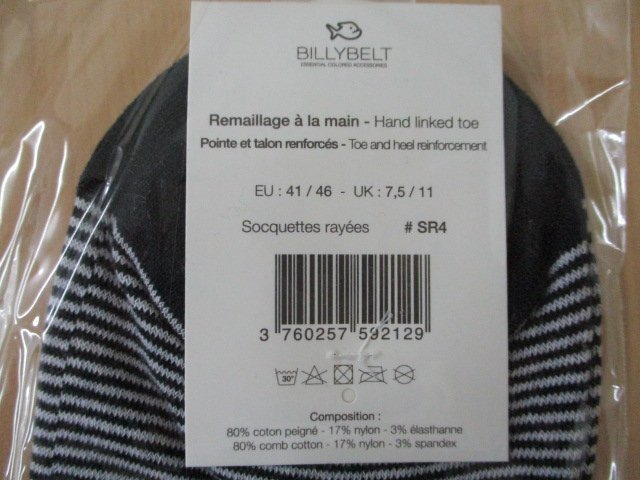 BILLYBELT
ESSENTIAL COLORED ACCESSORIES
Remaillage à la main - Hand linked toe
Pointe et talon renforcés - Toe and heel reinforcement
EU : 41 / 46 - UK : 7,5 / 11
Socquettes rayées # SR4
3 760257 592129
30°
Composition :
80% coton peigné - 17% nylon - 3% élasthanne
80% comb cotton - 17% nylon - 3% spandex